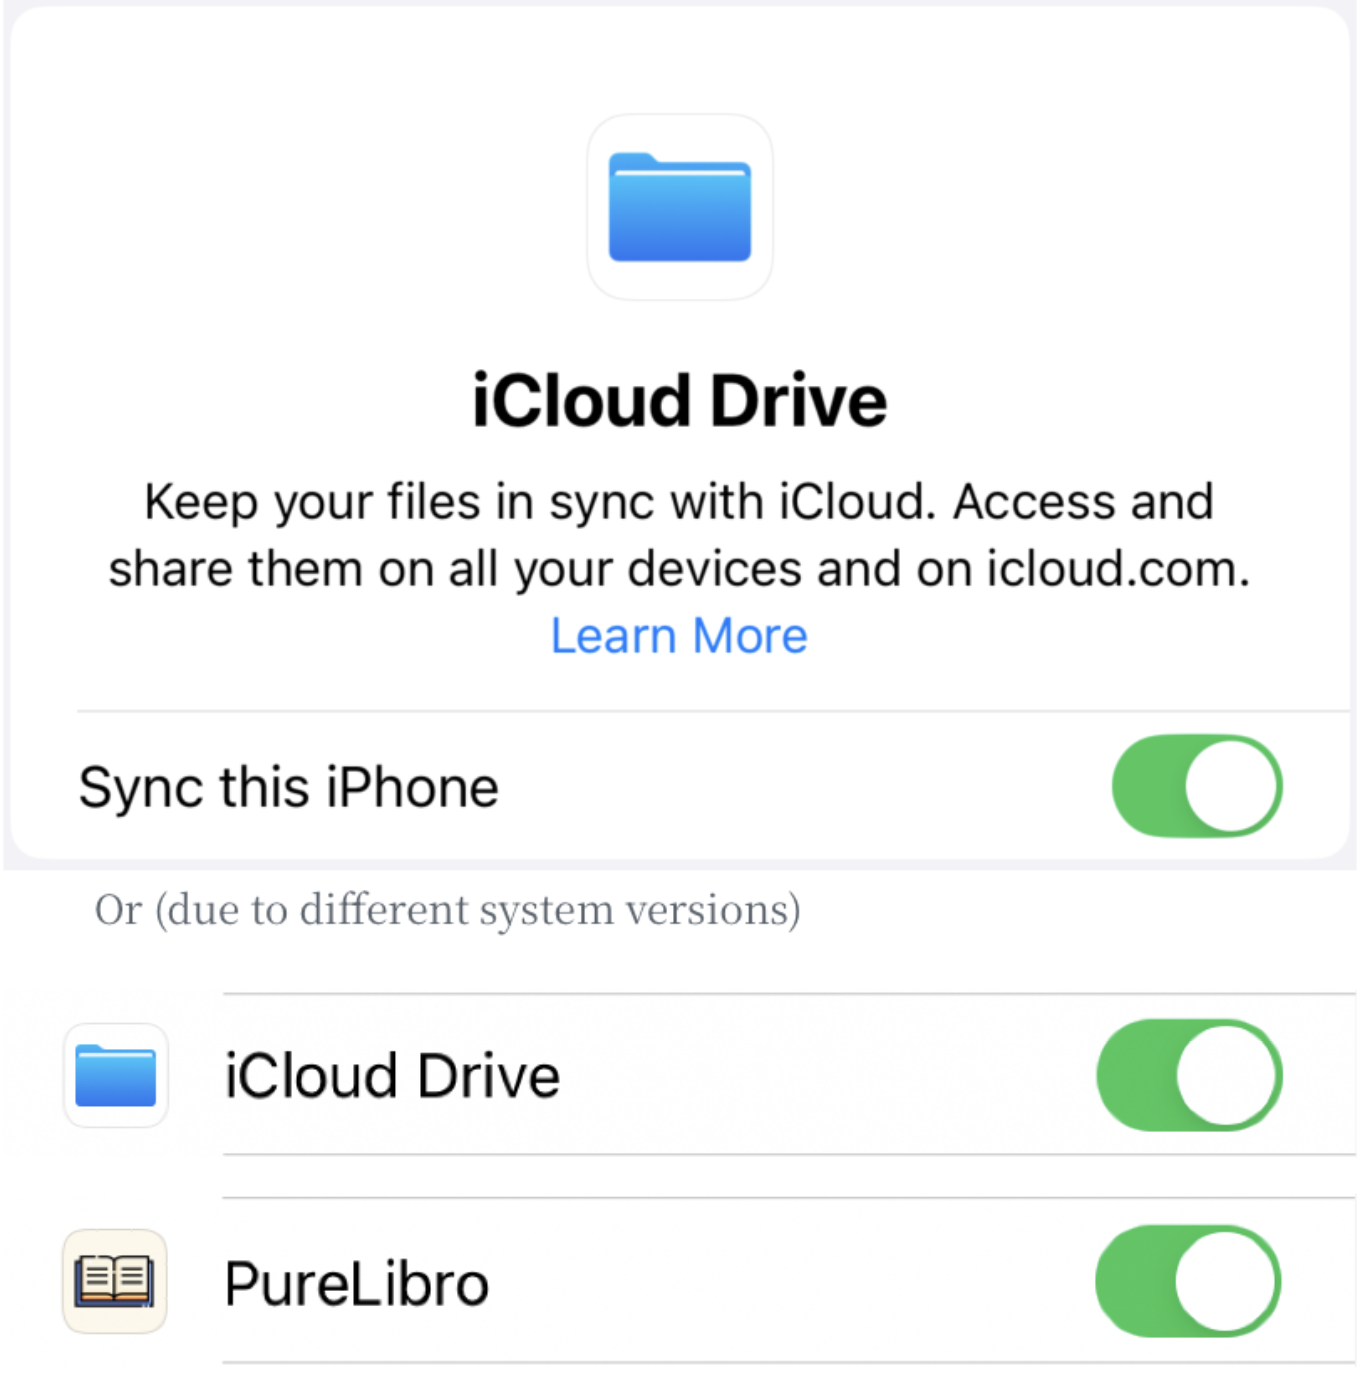 iCloud Drive
Keep your files in sync with iCloud. Access and
share them on all your devices and on icloud.com.
Learn More
Sync this iPhone
Or (due to different system versions)
iCloud Drive
PureLibro